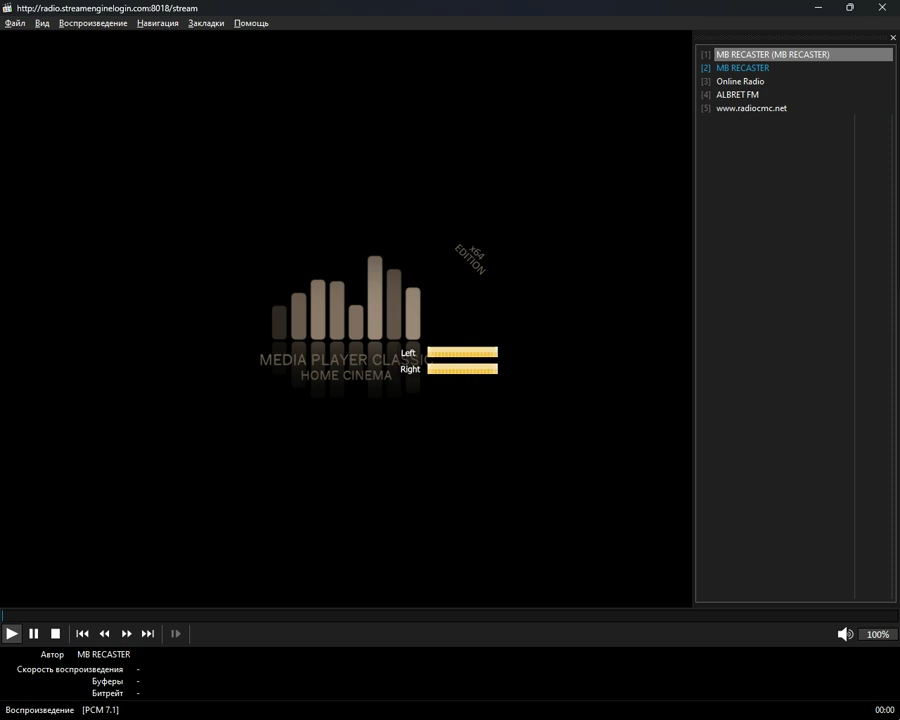 http://radio.streamenginelogin.com:8018/stream
Файл Вид Воспроизведение Навигация Закладки Помощь
[1] MB RECASTER (MB RECASTER)
[2] MB RECASTER
[3] Online Radio
[4] ALBRET FM
[5] www.radiocmc.net
x64
EDITION
MEDIA PLAYER CLASSIC
HOME CINEMA
Left
Right
100%
Автор MB RECASTER
Скорость воспроизведения -
Буферы -
Битрейт -
Воспроизведение [PCM 7.1] 00:00